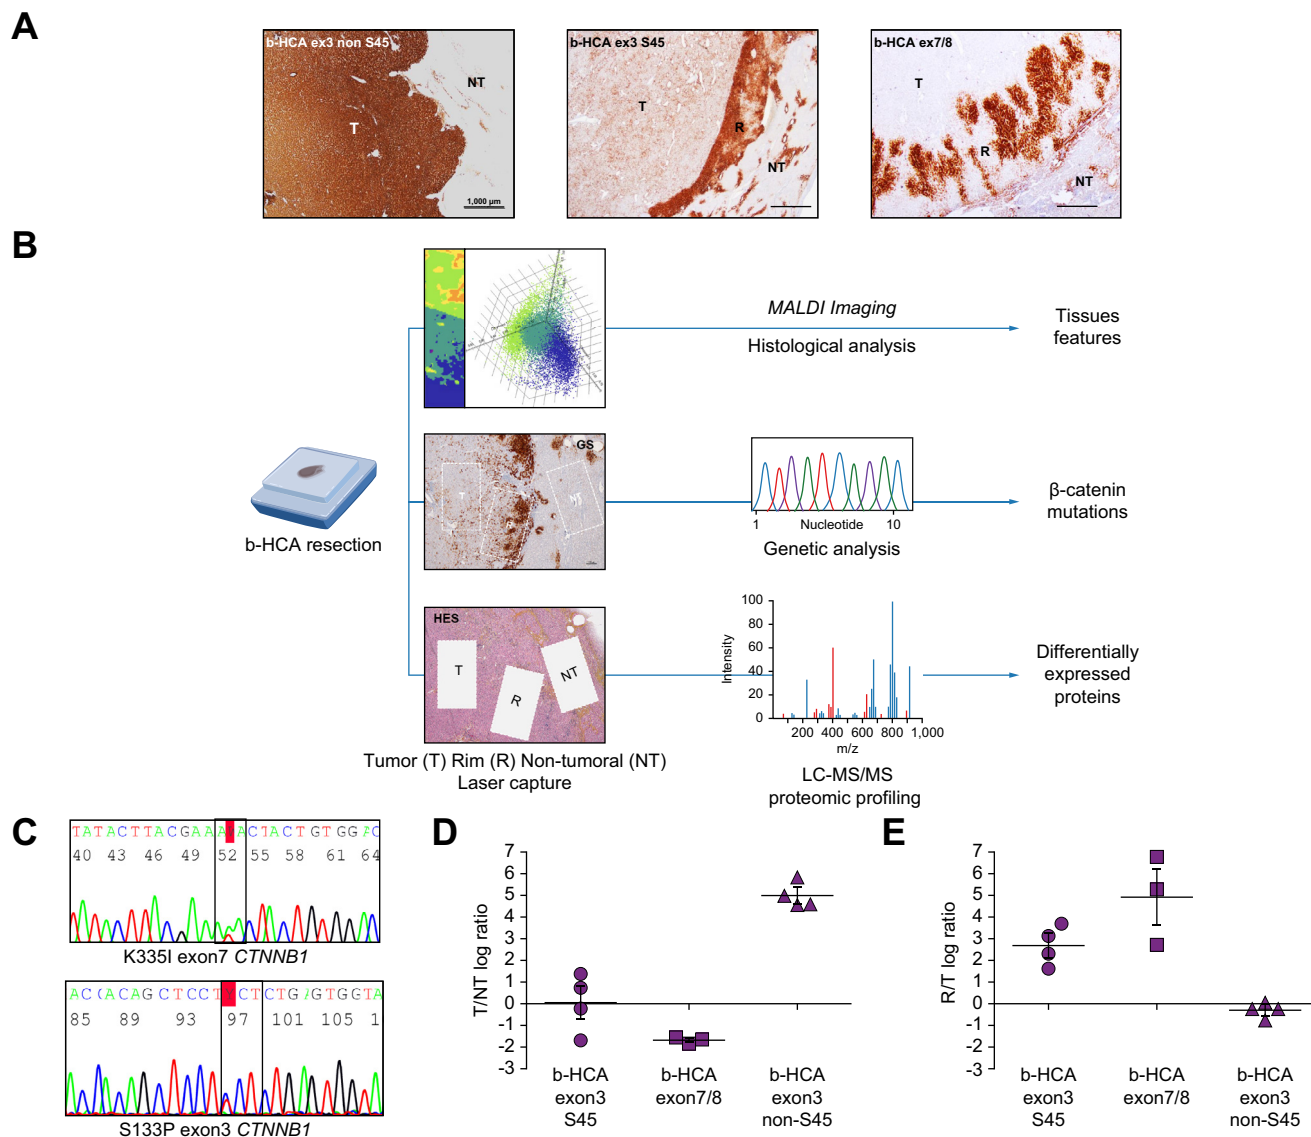 A
b-HCA ex3 non S45
NT
T
1,000 µm
b-HCA ex3 S45
T
R
NT
b-HCA ex7/8
T
R
NT
B
MALDI Imaging
Histological analysis
Tissues
features
b-HCA resection
GS
T
R
NT
1
Nucleotide
10
Genetic analysis
β-catenin
mutations
HES
T
R
NT
Tumor (T) Rim (R) Non-tumoral (NT)
Laser capture
Intensity
100
80
60
40
20
0
200 400 600 800 1,000
m/z
LC-MS/MS
proteomic profiling
Differentially
expressed
proteins
C
40 43 46 49 52 55 58 61 64
K335I exon7 CTNNB1
85 89 93 97 101 105 1
S133P exon3 CTNNB1
D
T/NT log ratio
7
6
5
4
3
2
1
0
-1
-2
-3
b-HCA
exon3
S45
b-HCA
exon7/8
b-HCA
exon3
non-S45
E
R/T log ratio
7
6
5
4
3
2
1
0
-1
-2
-3
b-HCA
exon3
S45
b-HCA
exon7/8
b-HCA
exon3
non-S45